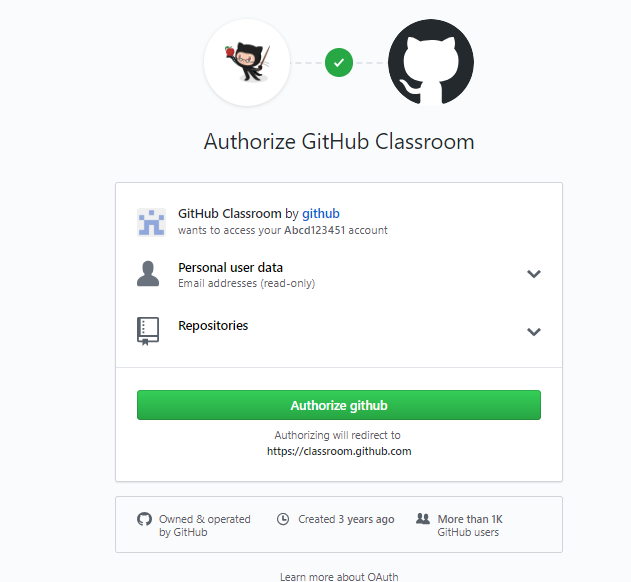 Authorize GitHub Classroom
GitHub Classroom by github
wants to access your Abcd123451 account
Personal user data
Email addresses (read-only)
Repositories
Authorize github
Authorizing will redirect to
https://classroom.github.com
Owned & operated
by GitHub
Created 3 years ago
More than 1K
GitHub users
Learn more about OAuth